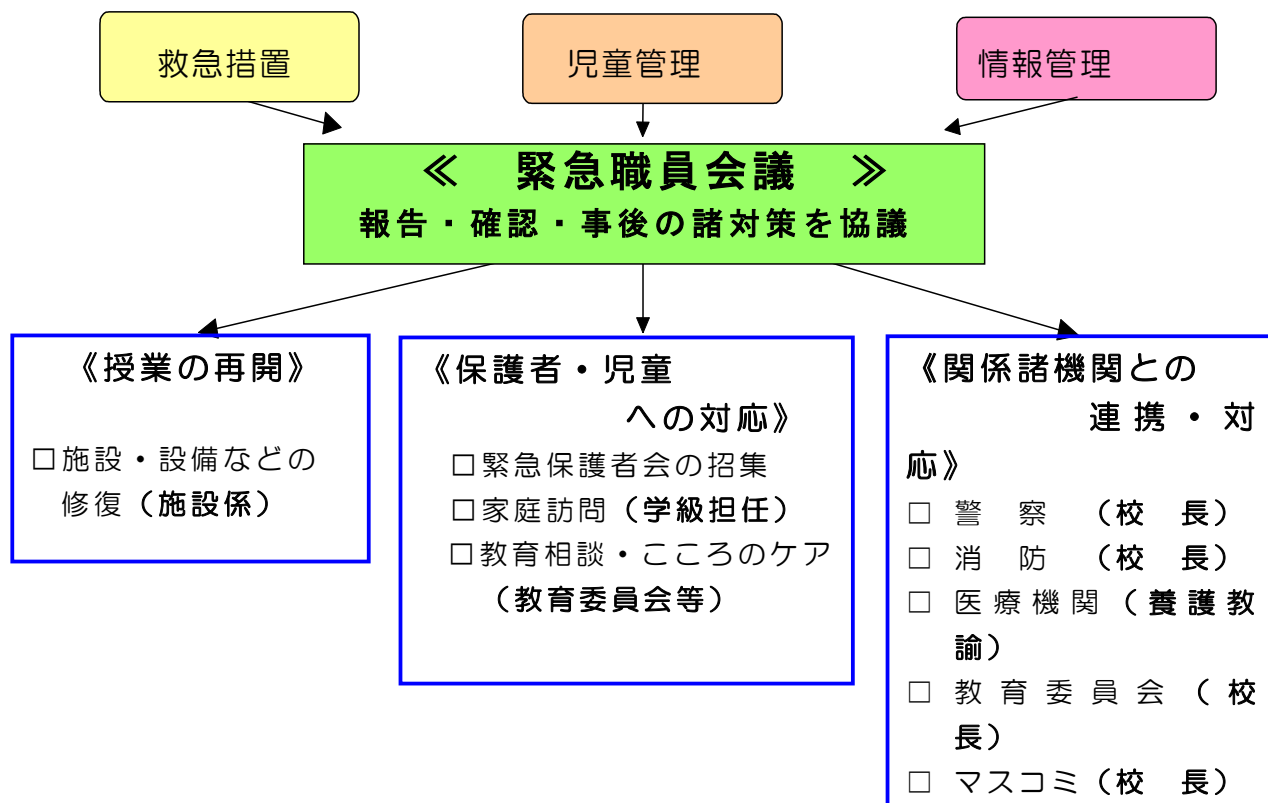 救急措置
児童管理
情報管理
≪ 緊急職員会議 ≫
報告・確認・事後の諸対策を協議
《授業の再開》
□施設・設備などの
修復（施設係）
《保護者・児童
への対応》
□緊急保護者会の招集
□家庭訪問（学級担任）
□教育相談・こころのケア
（教育委員会等）
《関係諸機関との
連携・対
応》
□ 警 察 （校 長）
□ 消 防 （校 長）
□ 医療機関（養護教
諭）
□ 教育委員会（校
長）
□ マスコミ（校 長）